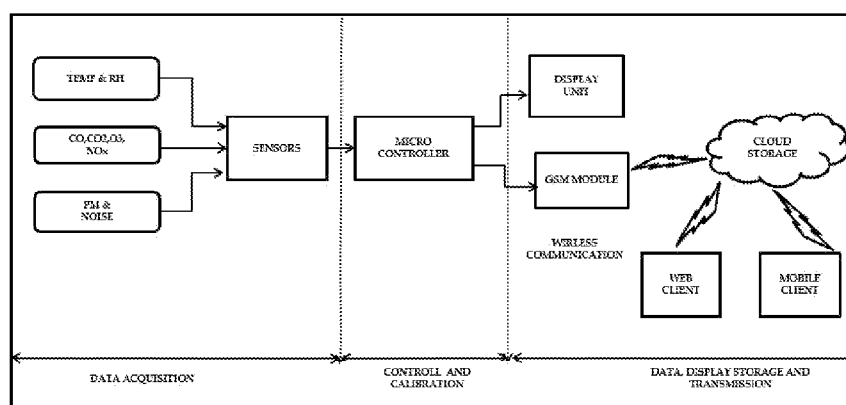 TEMP & RH
CO,CO2,O3,
NOx
PM &
NOISE
SENSORS
MICRO
CONTROLLER
DISPLAY
UNIT
GSM MODULE
CLOUD
STORAGE
WIRLESS
COMMUNICATION
WEB
CLIENT
MOBILE
CLIENT
DATA ACQUISITION
CONTROLL AND
CALIBRATION
DATA, DISPLAY STORAGE AND
TRANSMISSION